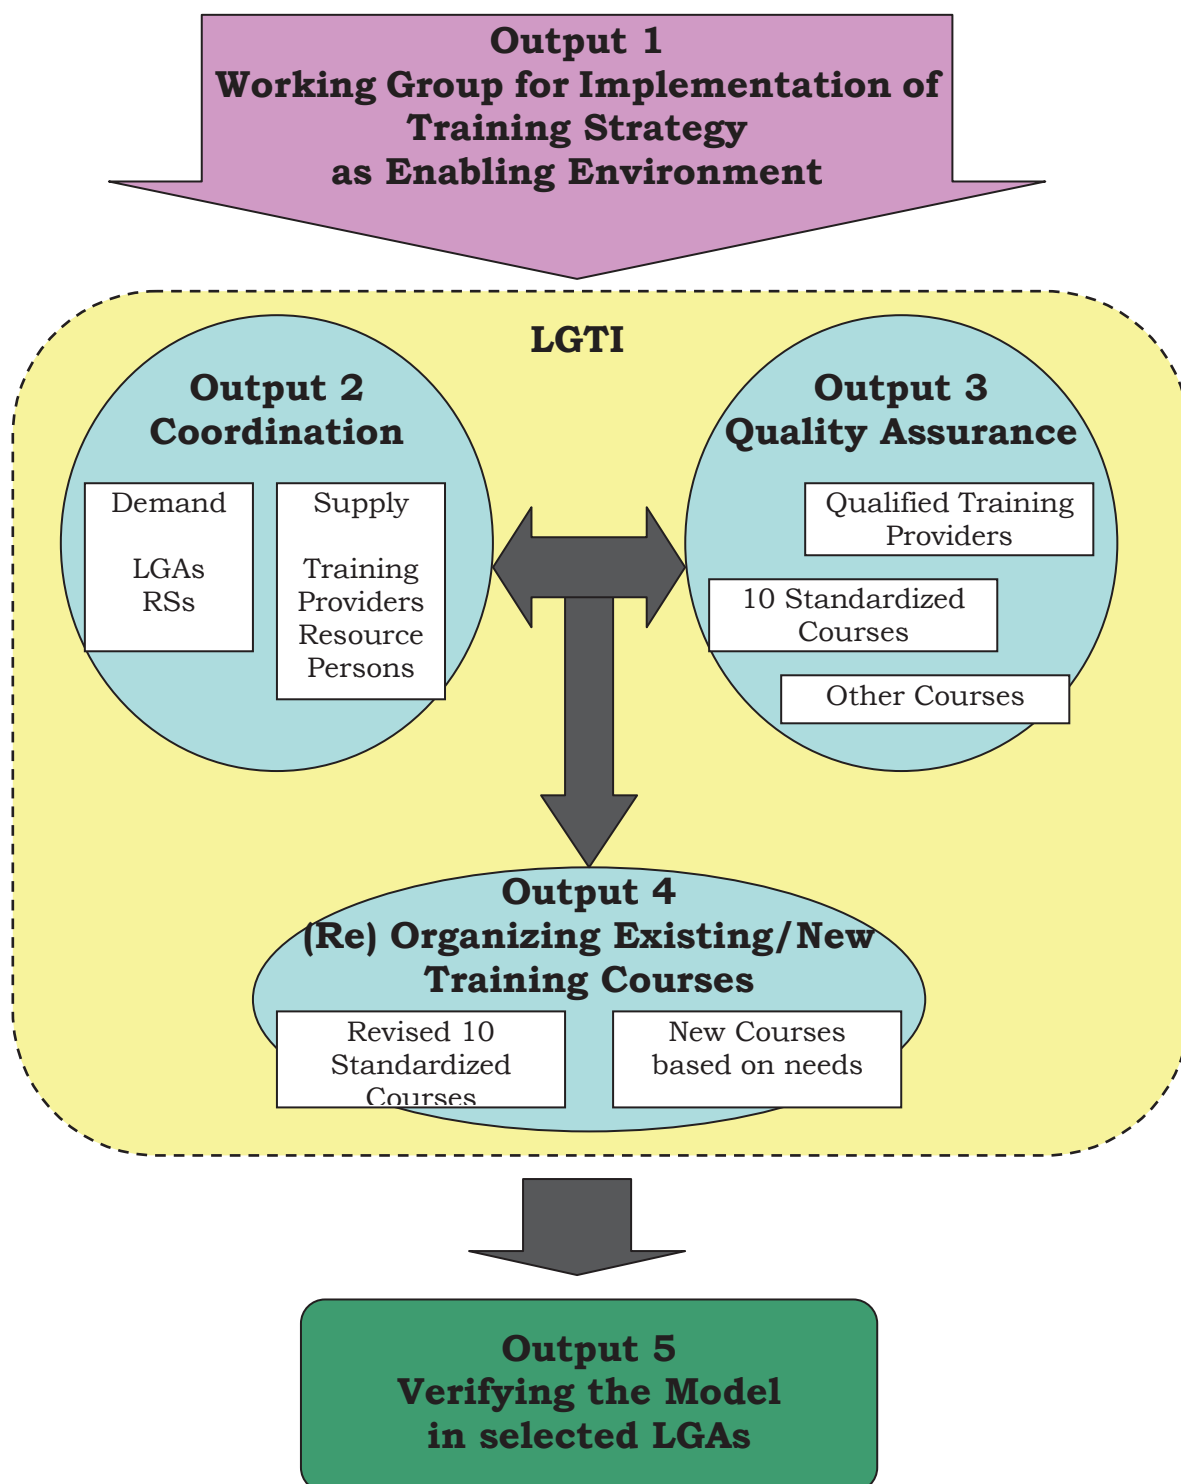 Output 1
Working Group for Implementation of
Training Strategy
as Enabling Environment
LGTI
Output 2
Coordination
Demand
LGAs
RSs
Supply
Training
Providers
Resource
Persons
Output 3
Quality Assurance
Qualified Training
Providers
10 Standardized
Courses
Other Courses
Output 4
(Re) Organizing Existing/New
Training Courses
Revised 10
Standardized
Courses
New Courses
based on needs
Output 5
Verifying the Model
in selected LGAs